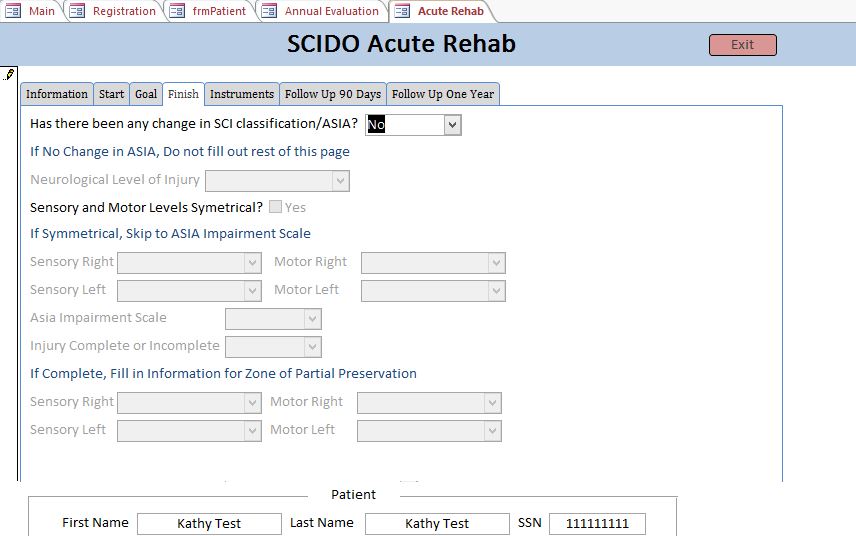 Main Registration frmPatient Annual Evaluation Acute Rehab
SCIDO Acute Rehab Exit
Information Start Goal Finish Instruments Follow Up 90 Days Follow Up One Year
Has there been any change in SCI classification/ASIA? No
If No Change in ASIA, Do not fill out rest of this page
Neurological Level of Injury
Sensory and Motor Levels Symetrical? Yes
If Symmetrical, Skip to ASIA Impairment Scale
Sensory Right Motor Right
Sensory Left Motor Left
Asia Impairment Scale
Injury Complete or Incomplete
If Complete, Fill in Information for Zone of Partial Preservation
Sensory Right Motor Right
Sensory Left Motor Left
Patient
First Name Kathy Test Last Name Kathy Test SSN 111111111